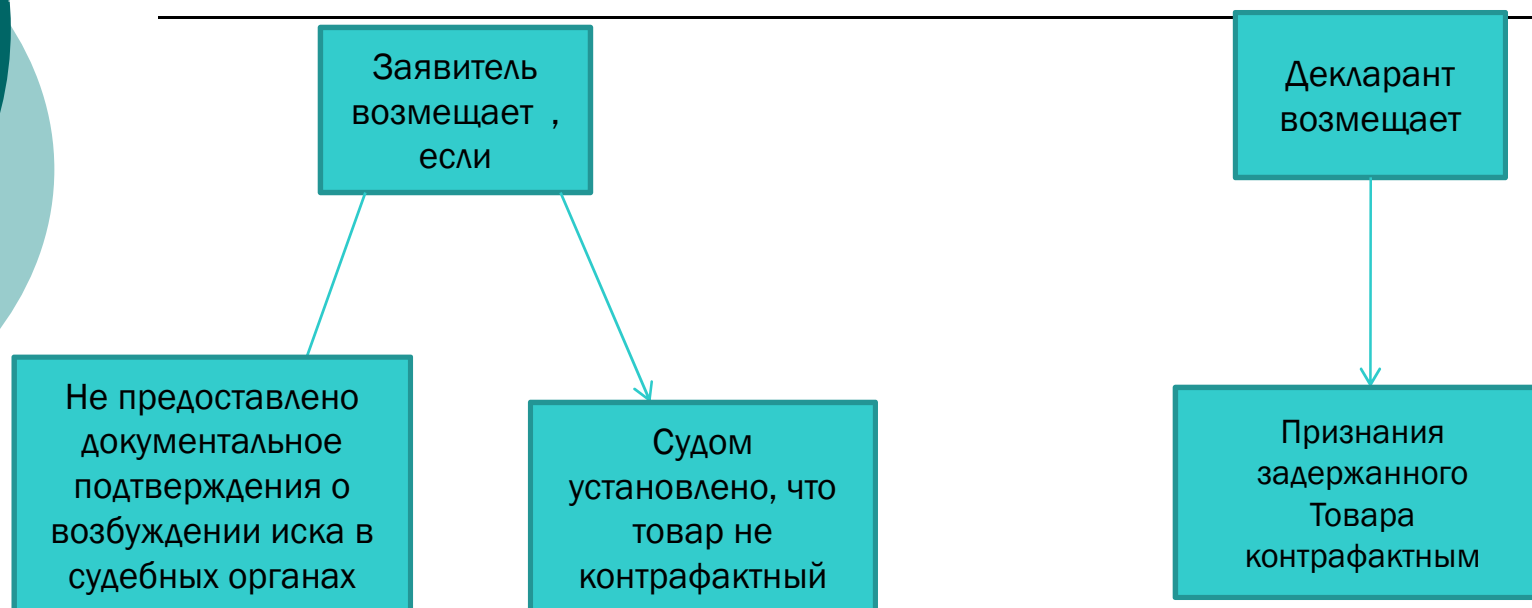 Заявитель
возмещает ,
если
Декларант
возмещает
Не предоставлено
документальное
подтверждения о
возбуждении иска в
судебных органах
Судом
установлено, что
товар не
контрафактный
Признания
задержанного
Товара
контрафактным